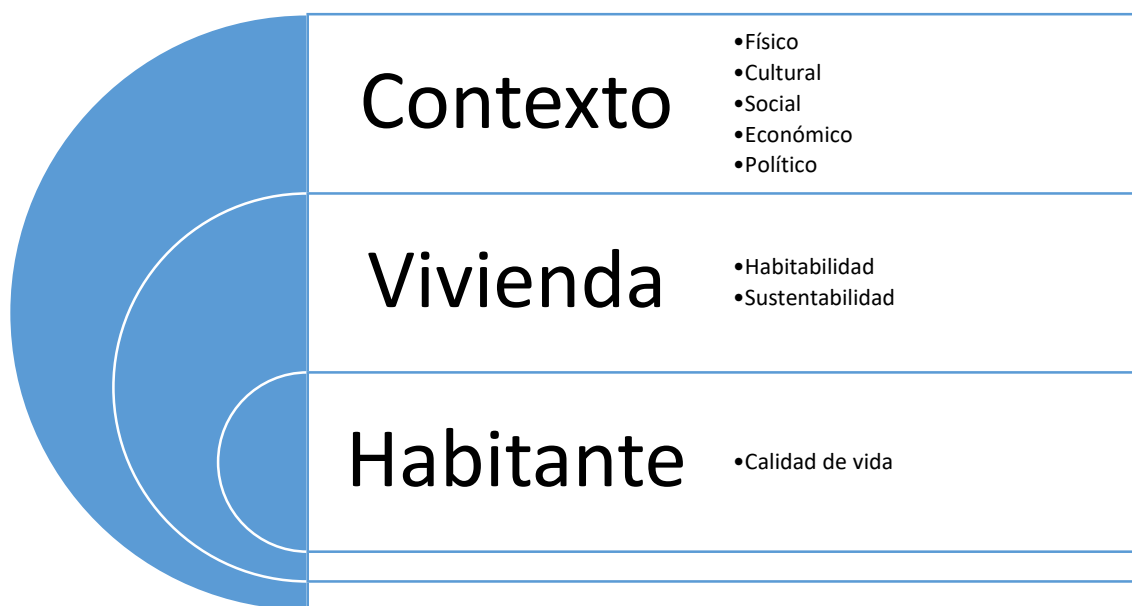 Contexto
•Físico
•Cultural
•Social
•Económico
•Político
Vivienda
•Habitabilidad
•Sustentabilidad
Habitante
•Calidad de vida